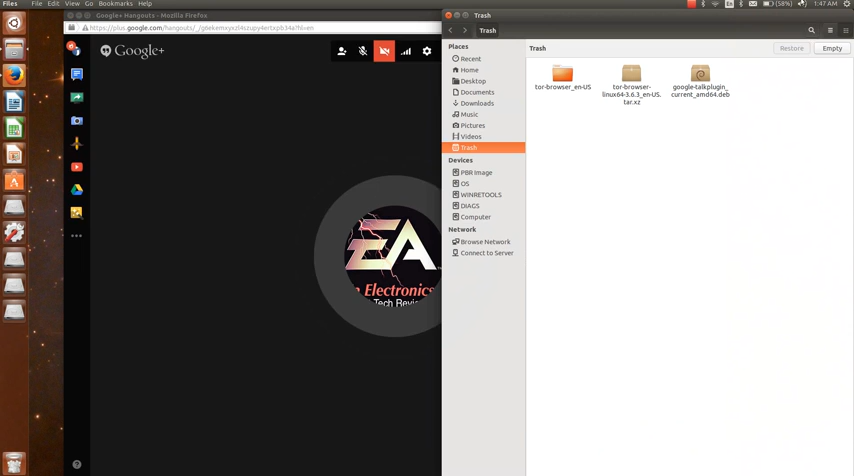 Files File Edit View Go Bookmarks Help
En (58%) 1:47 AM
Google+ Hangouts - Mozilla Firefox
https://plus.google.com/hangouts/_/g6ekemxyxzl4szupy4ertxpb34a?hl=en
Google+
EA
Electronics
Tech Revie
Trash
Trash
Places
Recent
Home
Desktop
Documents
Downloads
Music
Pictures
Videos
Trash
Devices
PBR Image
OS
WINRETOOLS
DIAGS
Computer
Network
Browse Network
Connect to Server
Trash
Restore Empty
tor-browser_en-US
tor-browser-
linux64-3.6.3_en-US.
tar.xz
google-talkplugin_
current_amd64.deb